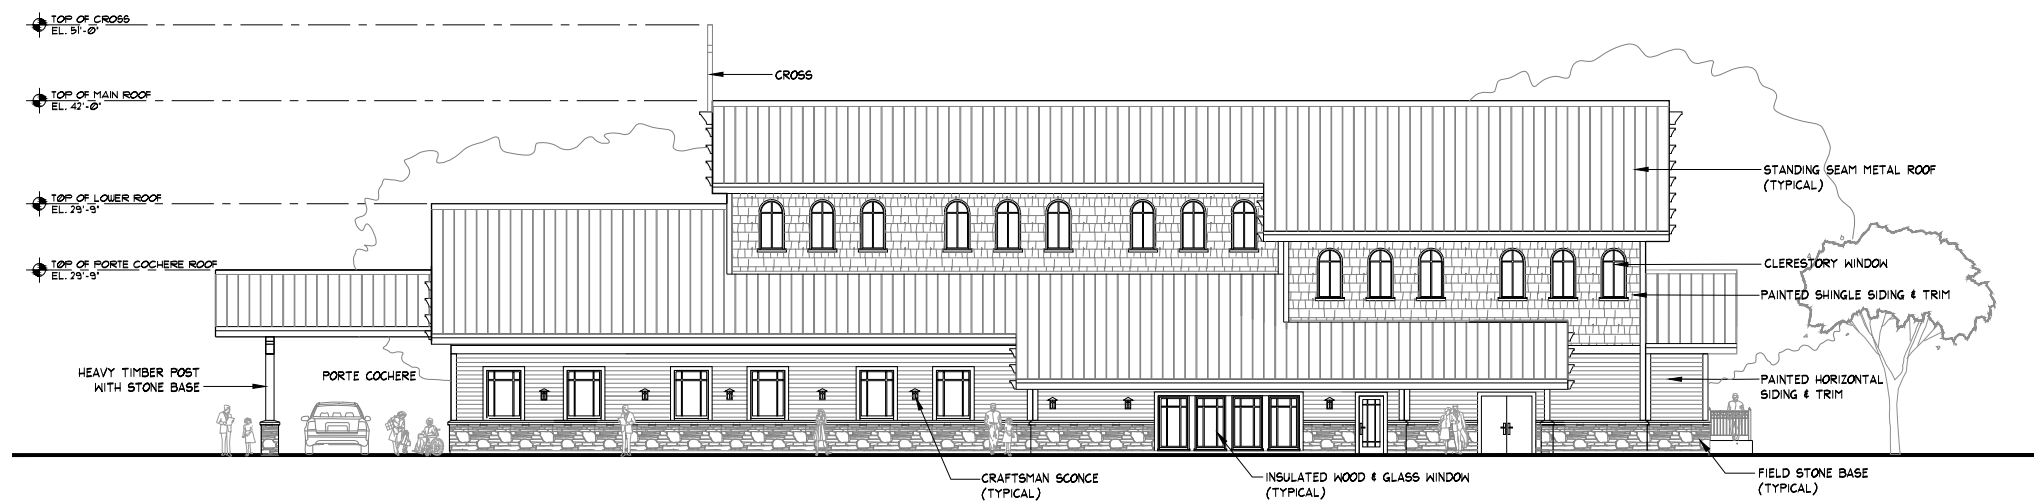 TOP OF CROSS
EL. 51'-0"
CROSS
TOP OF MAIN ROOF
EL. 42'-0"
STANDING SEAM METAL ROOF
(TYPICAL)
TOP OF LOWER ROOF
EL. 29'-9"
TOP OF PORTE COCHERE ROOF
EL. 29'-9"
CLERESTORY WINDOW
PAINTED SHINGLE SIDING & TRIM
HEAVY TIMBER POST
WITH STONE BASE
PORTE COCHERE
PAINTED HORIZONTAL
SIDING & TRIM
CRAFTSMAN SCONCE
(TYPICAL)
INSULATED WOOD & GLASS WINDOW
(TYPICAL)
FIELD STONE BASE
(TYPICAL)